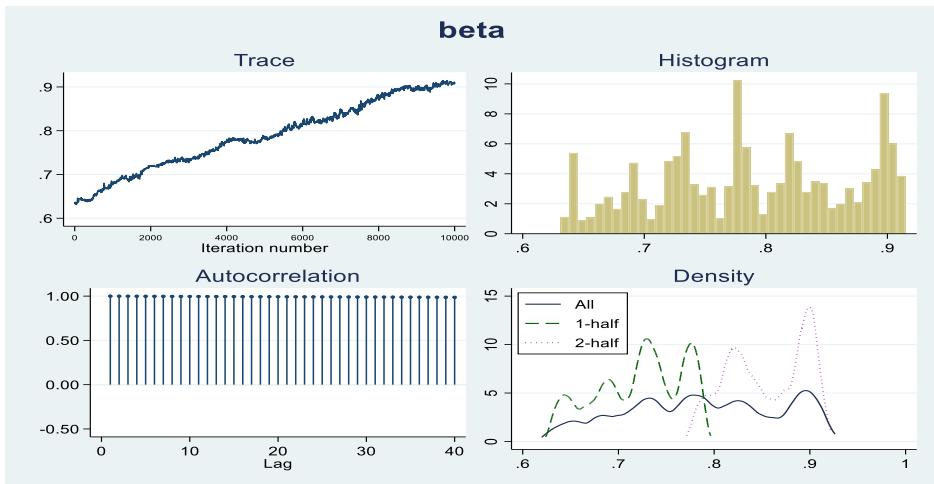 beta
Trace
.9
.8
.7
.6
0 2000 4000 6000 8000 10000
Iteration number
Histogram
10
8
6
4
2
0
.6 .7 .8 .9
Autocorrelation
1.00
0.50
0.00
-0.50
0 10 20 30 40
Lag
Density
15
10
5
0
All
1-half
2-half
.6 .7 .8 .9 1